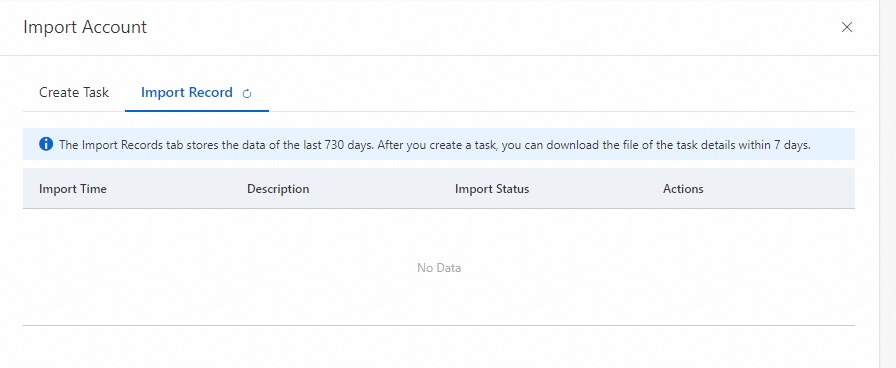 Import Account
Create Task
Import Record
The Import Records tab stores the data of the last 730 days. After you create a task, you can download the file of the task details within 7 days.
Import Time Description Import Status Actions
No Data